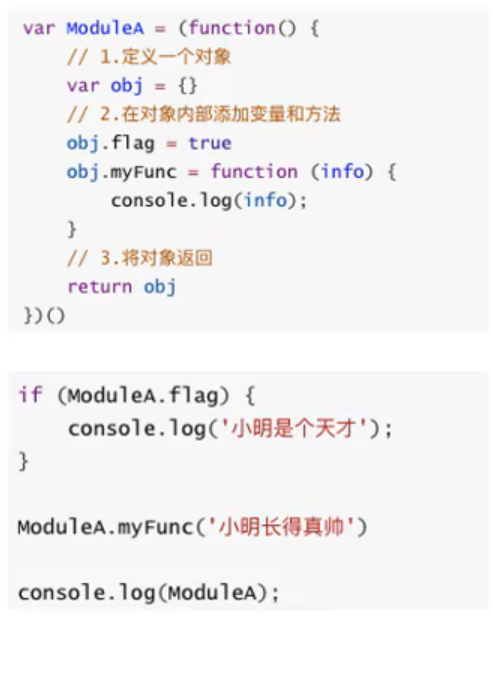 var ModuleA = (function() {
// 1.定义一个对象
var obj = {}
// 2.在对象内部添加变量和方法
obj.flag = true
obj.myFunc = function (info) {
console.log(info);
}
// 3.将对象返回
return obj
})()
if (ModuleA.flag) {
console.log('小明是个天才');
}
ModuleA.myFunc('小明长得真帅')
console.log(ModuleA);